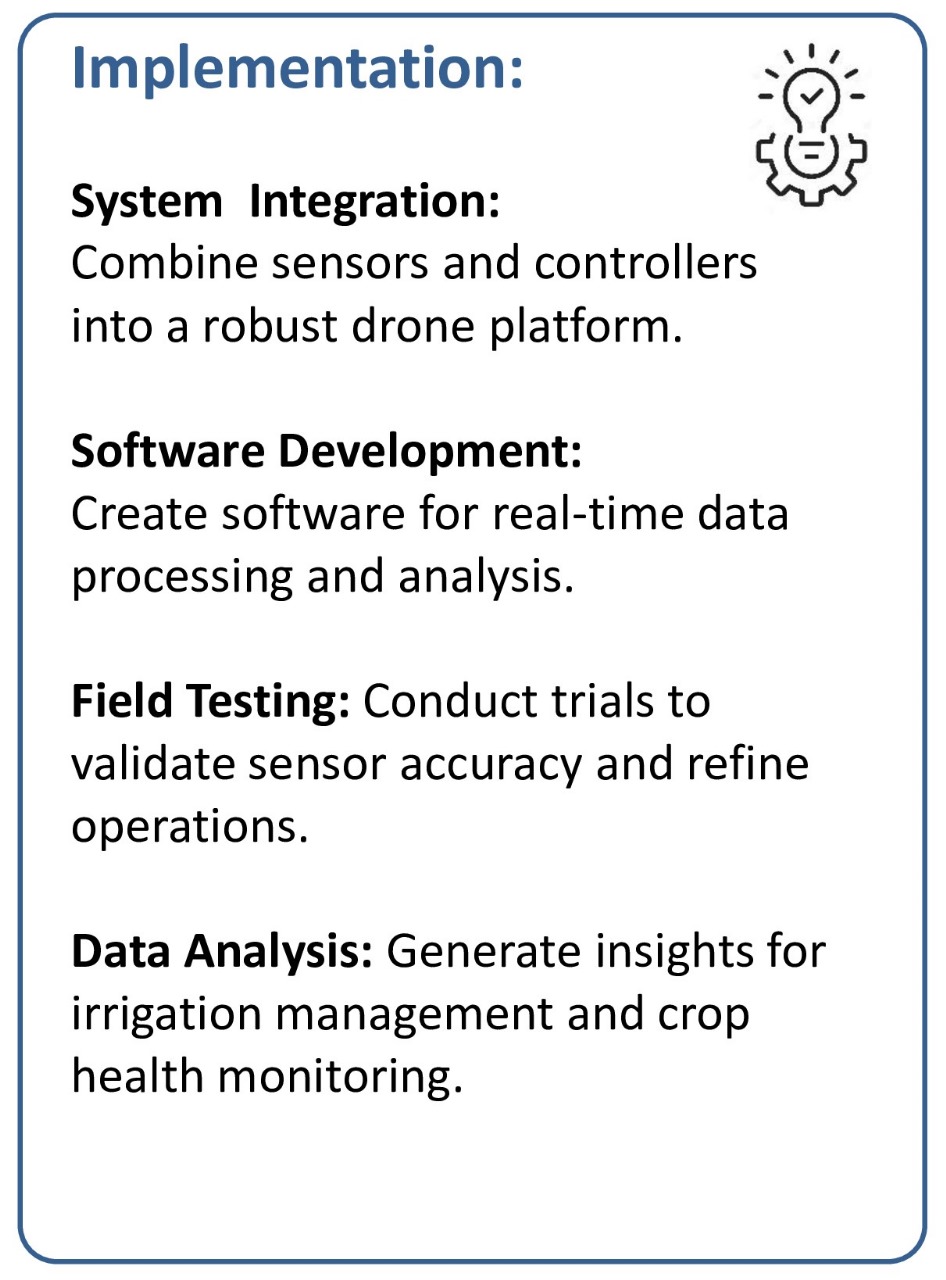 Implementation:
System  Integration:
Combine sensors and controllers
into a robust drone platform.
Software Development:
Create software for real-time data
processing and analysis.
Field Testing: Conduct trials to
validate sensor accuracy and refine
operations.
Data Analysis: Generate insights for
irrigation management and crop
health monitoring.